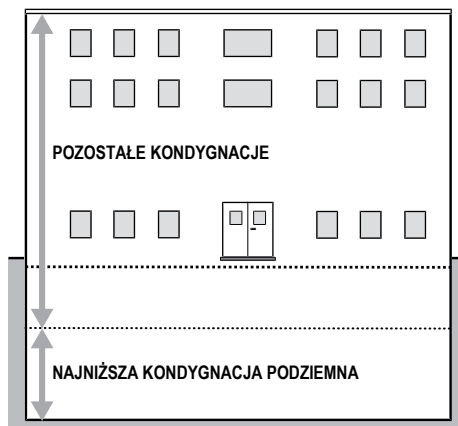 POZOSTAŁE KONDYGNACJE
NAJNIŻSZA KONDYGNACJA PODZIEMNA